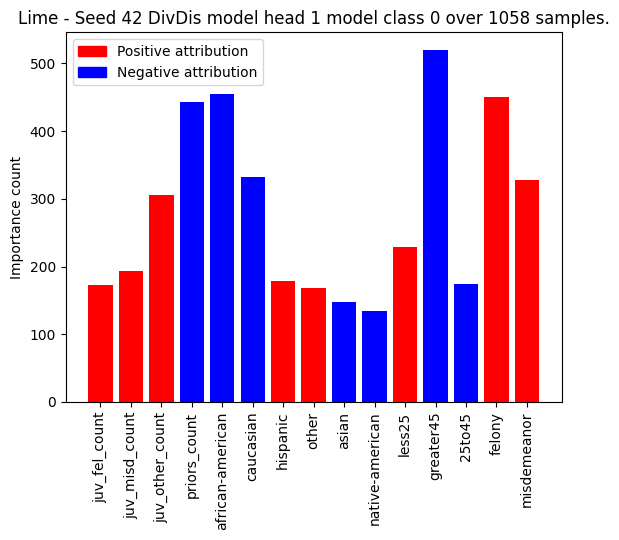 Lime - Seed 42 DivDis model head 1 model class 0 over 1058 samples.
Positive attribution
Negative attribution
Importance count
500
400
300
200
100
0
juv_fel_count
juv_misd_count
juv_other_count
priors_count
african-american
caucasian
hispanic
other
asian
native-american
less25
greater45
25to45
felony
misdemeanor